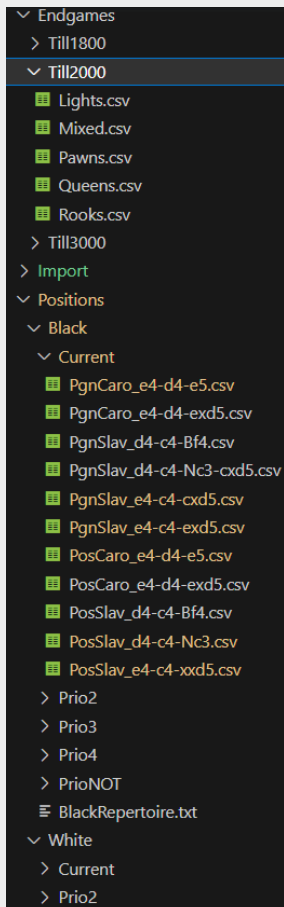 Endgames
Till1800
Till2000
Lights.csv
Mixed.csv
Pawns.csv
Queens.csv
Rooks.csv
Till3000
Import
Positions
Black
Current
PgnCaro_e4-d4-e5.csv
PgnCaro_e4-d4-exd5.csv
PgnSlav_d4-c4-Bf4.csv
PgnSlav_d4-c4-Nc3-cxd5.csv
PgnSlav_e4-c4-cxd5.csv
PgnSlav_e4-c4-exd5.csv
PosCaro_e4-d4-e5.csv
PosCaro_e4-d4-exd5.csv
PosSlav_d4-c4-Bf4.csv
PosSlav_d4-c4-Nc3.csv
PosSlav_e4-c4-xxd5.csv
Prio2
Prio3
Prio4
PrioNOT
BlackRepertoire.txt
White
Current
Prio2